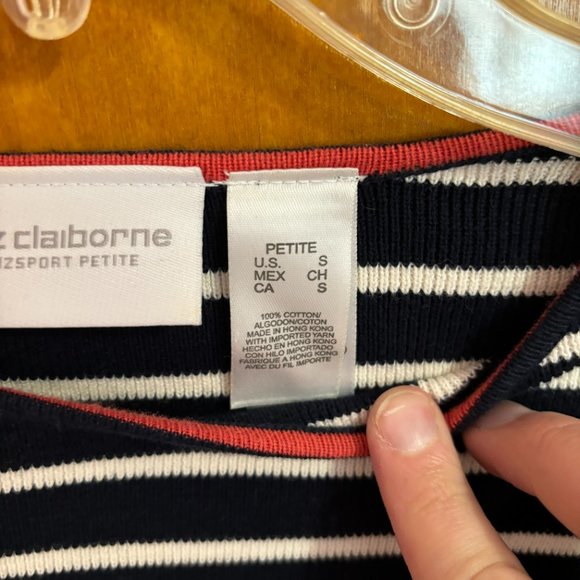 z claiborne
IZSPORT PETITE
PETITE
U.S. S
MEX CH
CA S
100% COTTON/
ALGODON/COTON
MADE IN HONG KONG
WITH IMPORTED YARN
HECHO EN HONG KONG
CON HILO IMPORTADO
FABRIQUE A HONG KONG
AVEC DU FIL IMPORTE